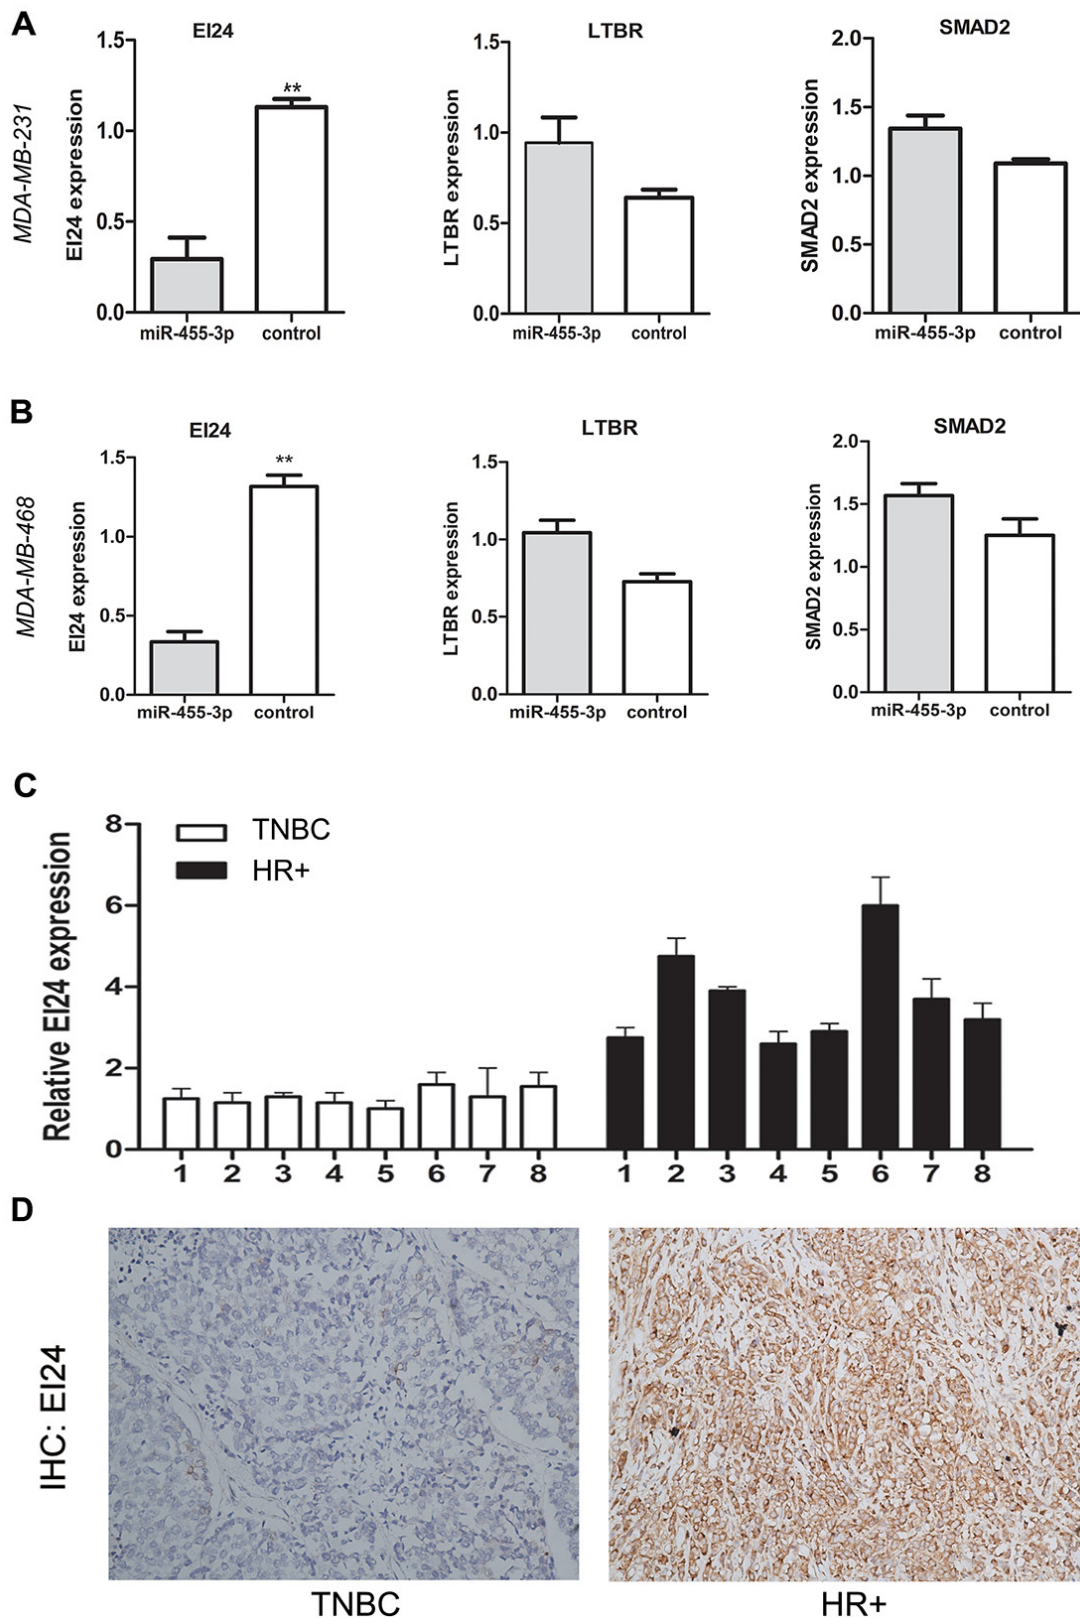 A
EI24
LTBR
SMAD2
MDA-MB-231
EI24 expression
1.5
1.0
0.5
0.0
miR-455-3p control
LTBR expression
1.5
1.0
0.5
0.0
miR-455-3p control
SMAD2 expression
2.0
1.5
1.0
0.5
0.0
miR-455-3p control
B
EI24
LTBR
SMAD2
MDA-MB-468
EI24 expression
1.5
1.0
0.5
0.0
miR-455-3p control
LTBR expression
1.5
1.0
0.5
0.0
miR-455-3p control
SMAD2 expression
2.0
1.5
1.0
0.5
0.0
miR-455-3p control
**
**
C
Relative EI24 expression
8
6
4
2
0
TNBC
HR+
1 2 3 4 5 6 7 8 1 2 3 4 5 6 7 8
D
IHC: EI24
TNBC HR+